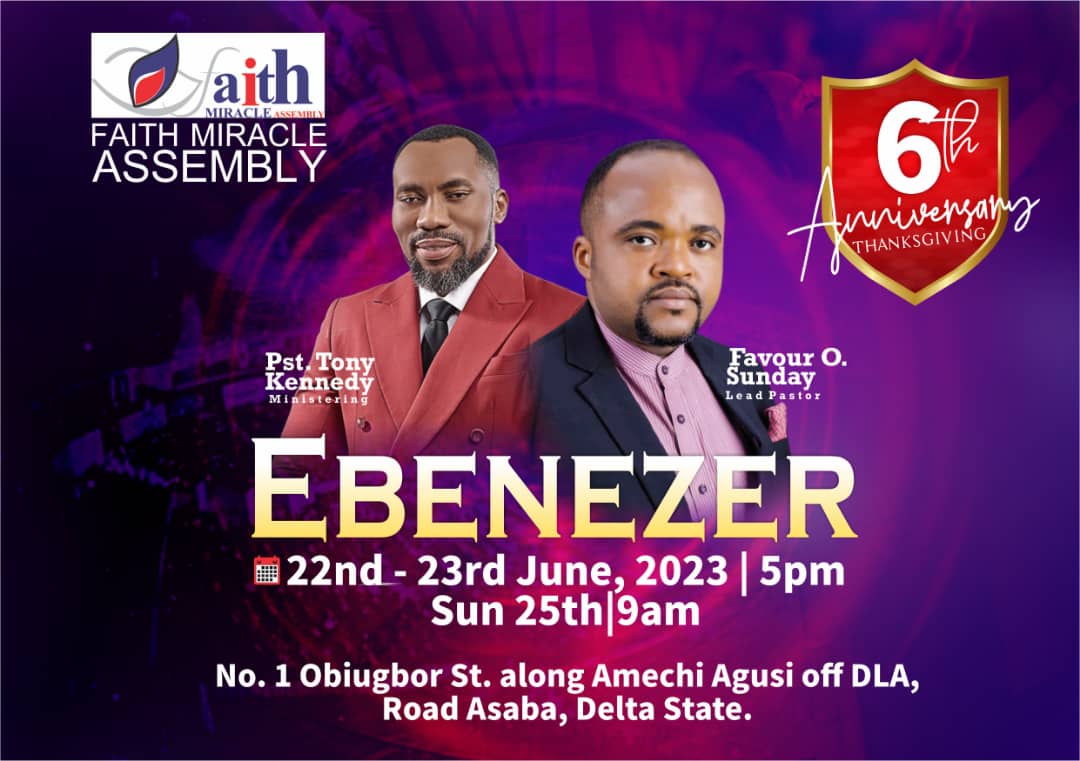 faith
MIRACLE ASSEMBLY
FAITH MIRACLE
ASSEMBLY
6th
Anniversary
THANKSGIVING
Pst. Tony
Kennedy
Ministering
Favour O.
Sunday
Lead Pastor
EBENEZER
22nd - 23rd June, 2023 | 5pm
Sun 25th|9am
No. 1 Obiugbor St. along Amechi Agusi off DLA,
Road Asaba, Delta State.